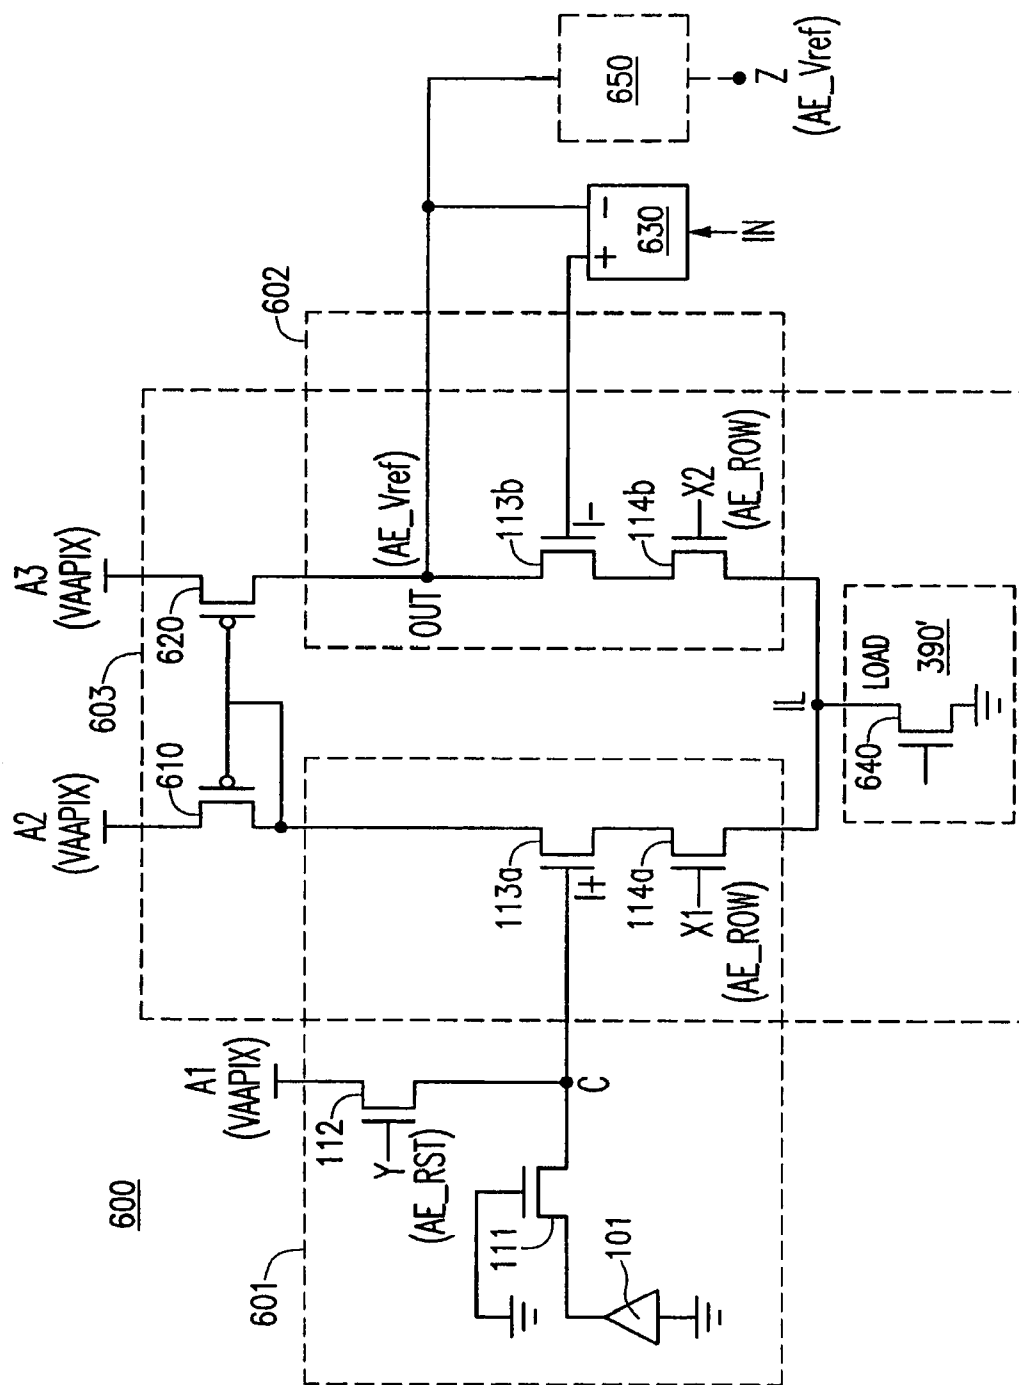 600
601
602
603
A1
(VAAPIX)
A2
(VAAPIX)
A3
(VAAPIX)
610
620
112
Y
(AE_RST)
111
101
C
113a
I+
114a
X1
(AE_ROW)
OUT
(AE_Vref)
113b
I−
114b
X2
(AE_ROW)
IL
LOAD
390'
640
+
−
630
IN
650
Z
(AE_Vref)